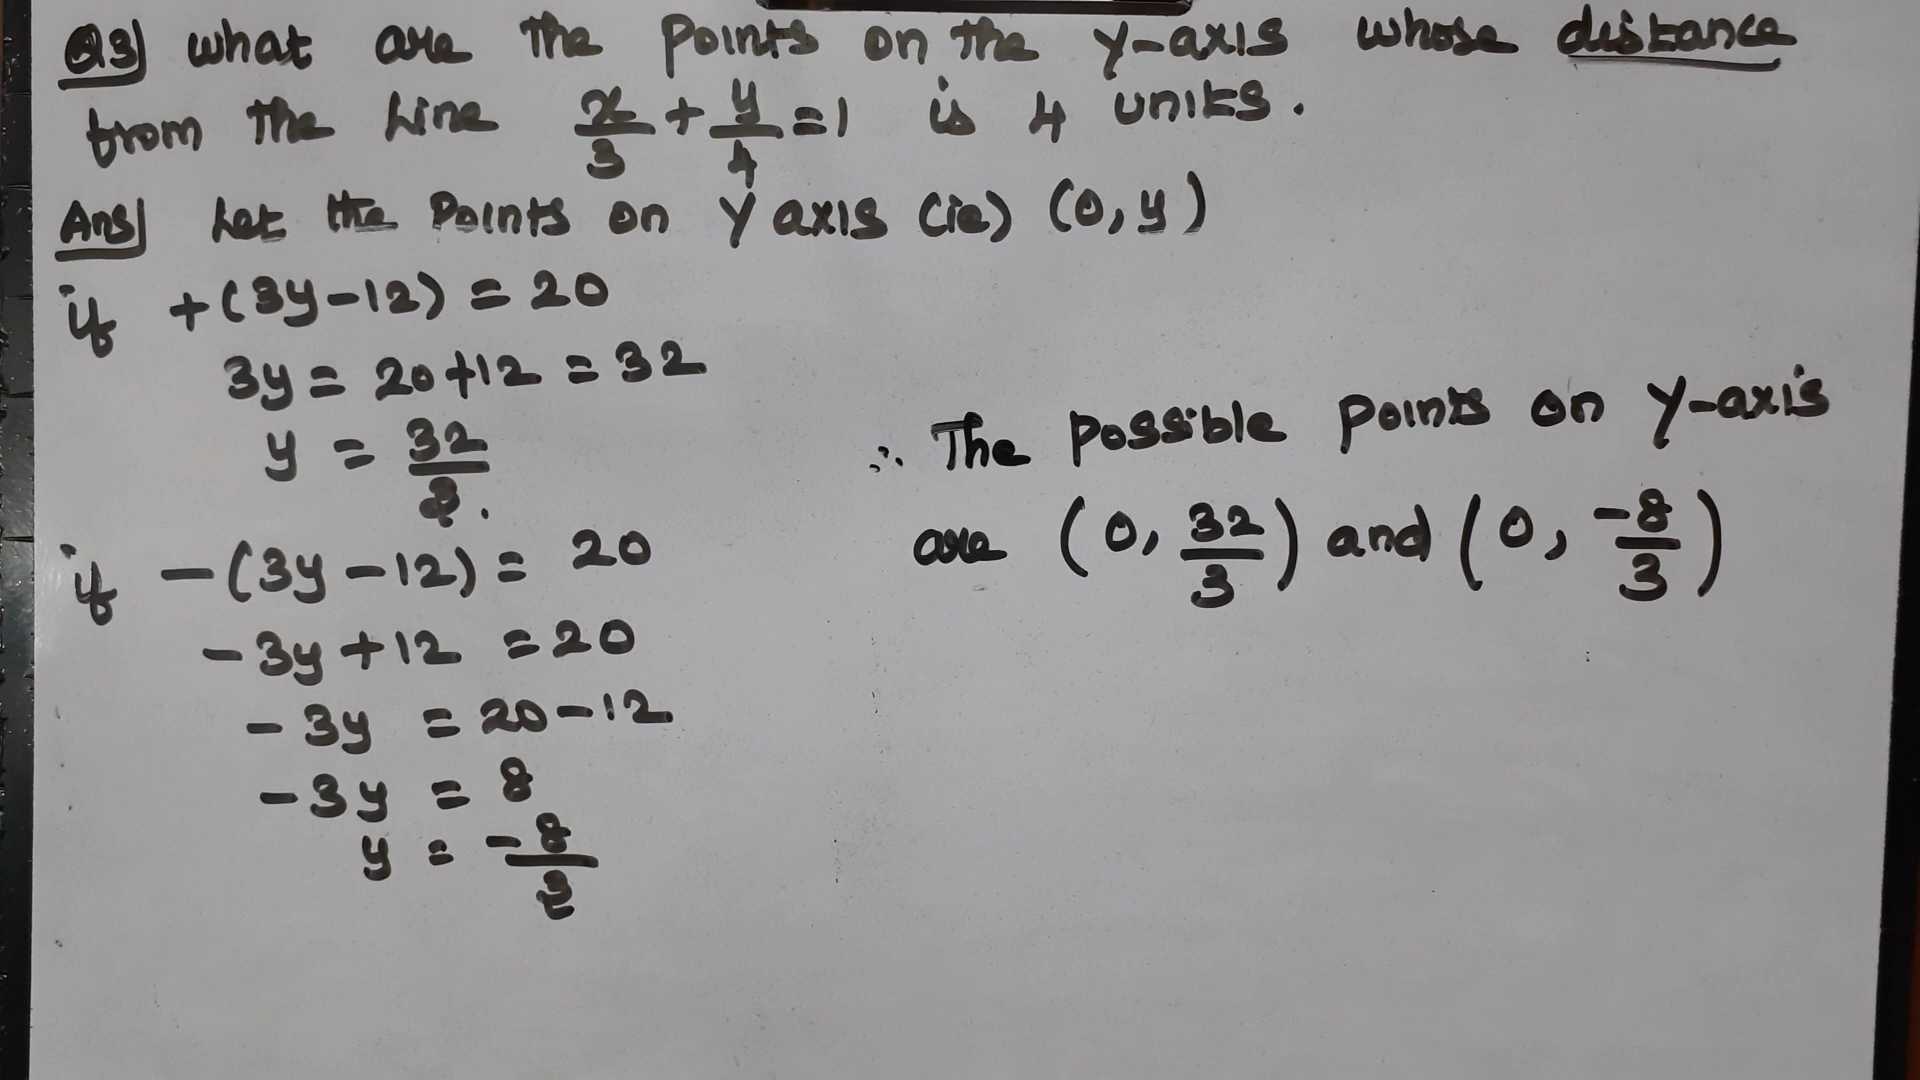 Q3) What are the points on the y-axis whose distance
from the line x/3 + y/4 = 1 is 4 units.
Ans) Let the points on Y axis (ie) (0, y)
if +(3y-12) = 20
3y = 20+12 = 32
y = 32/3.
if -(3y-12) = 20
-3y+12 = 20
-3y = 20-12
-3y = 8
y = -8/3
∴ The possible points on Y-axis
are (0, 32/3) and (0, -8/3)